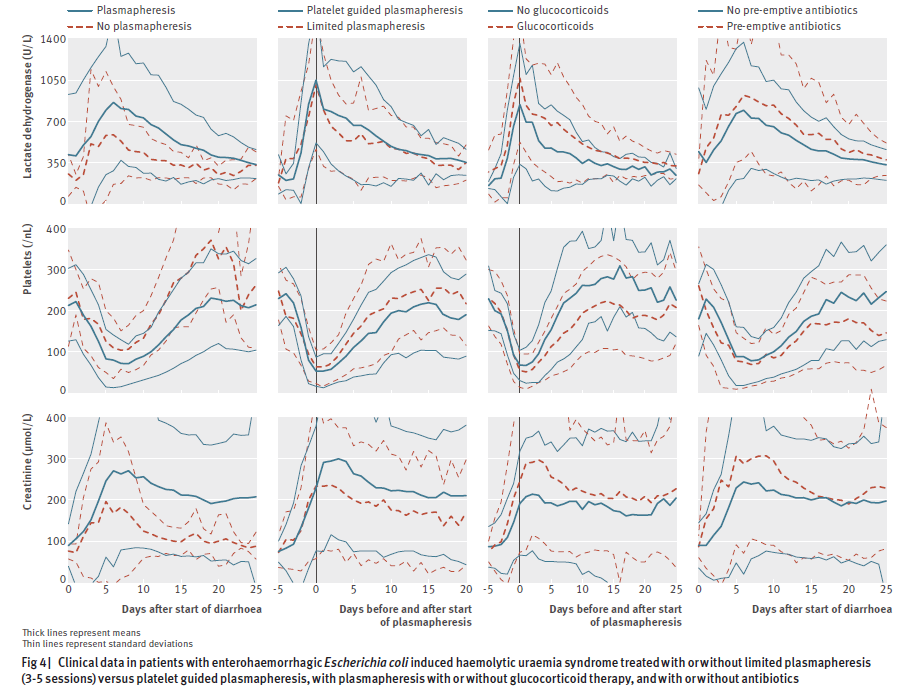 Plasmapheresis
No plasmapheresis
Platelet guided plasmapheresis
Limited plasmapheresis
No glucocorticoids
Glucocorticoids
No pre-emptive antibiotics
Pre-emptive antibiotics
Lactate dehydrogenase (U/L)
1400
1050
700
350
0
Platelets (/nL)
400
300
200
100
0
Creatinine (µmol/L)
400
300
200
100
0
0 5 10 15 20 25
-5 0 5 10 15 20
-5 0 5 10 15 20 25
0 5 10 15 20 25
Days after start of diarrhoea
Days before and after start
of plasmapheresis
Days before and after start
of plasmapheresis
Days after start of diarrhoea
Thick lines represent means
Thin lines represent standard deviations
Fig 4| Clinical data in patients with enterohaemorrhagic Escherichia coli induced haemolytic uraemia syndrome treated with or without limited plasmapheresis
(3-5 sessions) versus platelet guided plasmapheresis, with plasmapheresis with or without glucocorticoid therapy, and with or without antibiotics